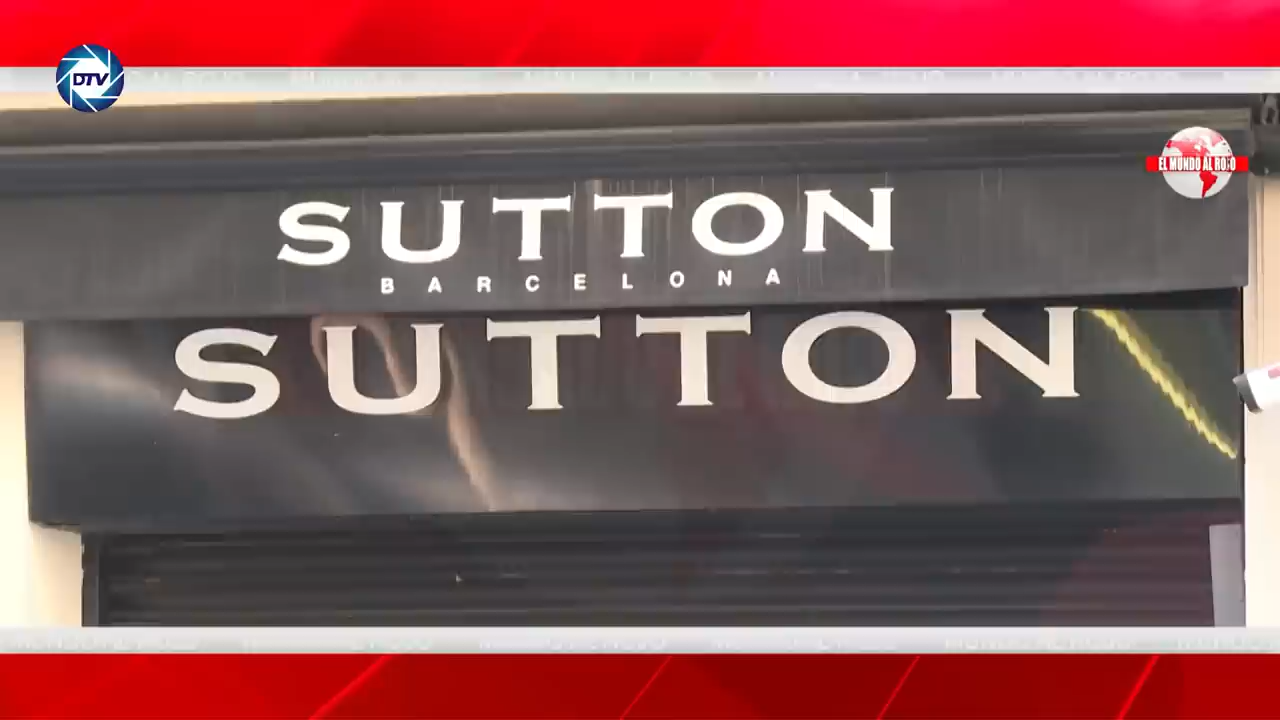 DTV
EL MUNDO AL ROJO
SUTTON
BARCELONA
SUTTON